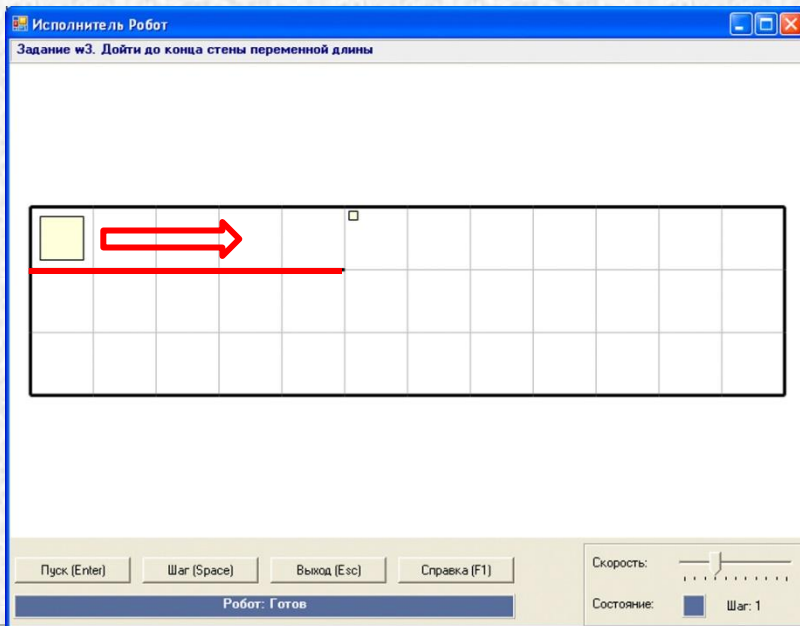 Исполнитель Робот
Задание w3. Дойти до конца стены переменной длины
Пуск (Enter) Шаг (Space) Выход (Esc) Справка (F1)
Скорость:
Робот: Готов
Состояние: Шаг: 1